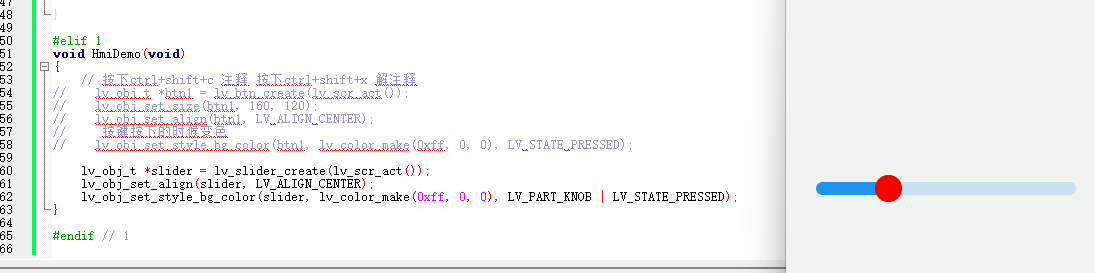 47
48 }
49
50 #elif 1
51 void HmiDemo(void)
52 {
53 // 按下ctrl+shift+c 注释 按下ctrl+shift+x 解注释
54 // lv_obj_t *btn1 = lv_btn_create(lv_scr_act());
55 // lv_obj_set_size(btn1, 160, 120);
56 // lv_obj_set_align(btn1, LV_ALIGN_CENTER);
57 // 按键按下的时候变色
58 // lv_obj_set_style_bg_color(btn1, lv_color_make(0xff, 0, 0), LV_STATE_PRESSED);
59
60 lv_obj_t *slider = lv_slider_create(lv_scr_act());
61 lv_obj_set_align(slider, LV_ALIGN_CENTER);
62 lv_obj_set_style_bg_color(slider, lv_color_make(0xff, 0, 0), LV_PART_KNOB | LV_STATE_PRESSED);
63 }
64
65 #endif // 1
66